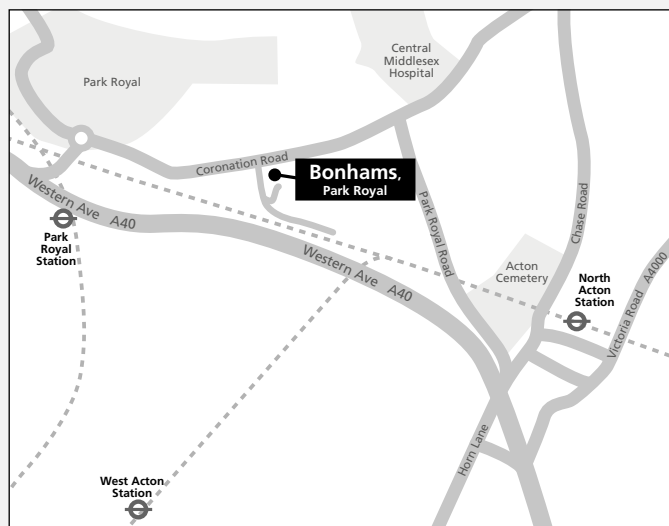 Central
Middlesex
Hospital
Park Royal
Coronation Road
Bonhams,
Park Royal
Western Ave A40
Park
Royal
Station
Park Royal Road
Chase Road
Western Ave A40
Acton
Cemetery
North
Acton
Station
Victoria Road A4000
Horn Lane
West Acton
Station